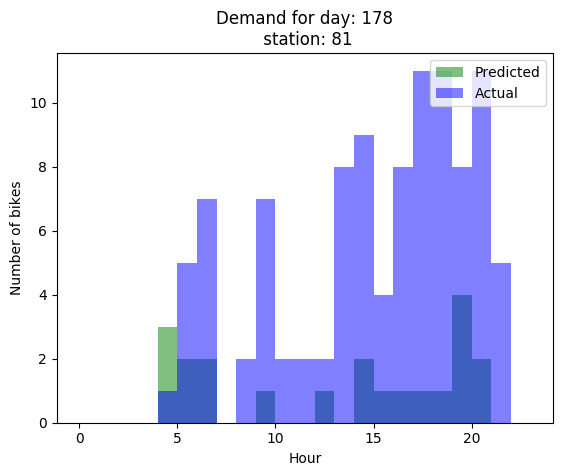 Demand for day: 178
station: 81
Predicted
Actual
Number of bikes
10
8
6
4
2
0
0
5
10
15
20
Hour